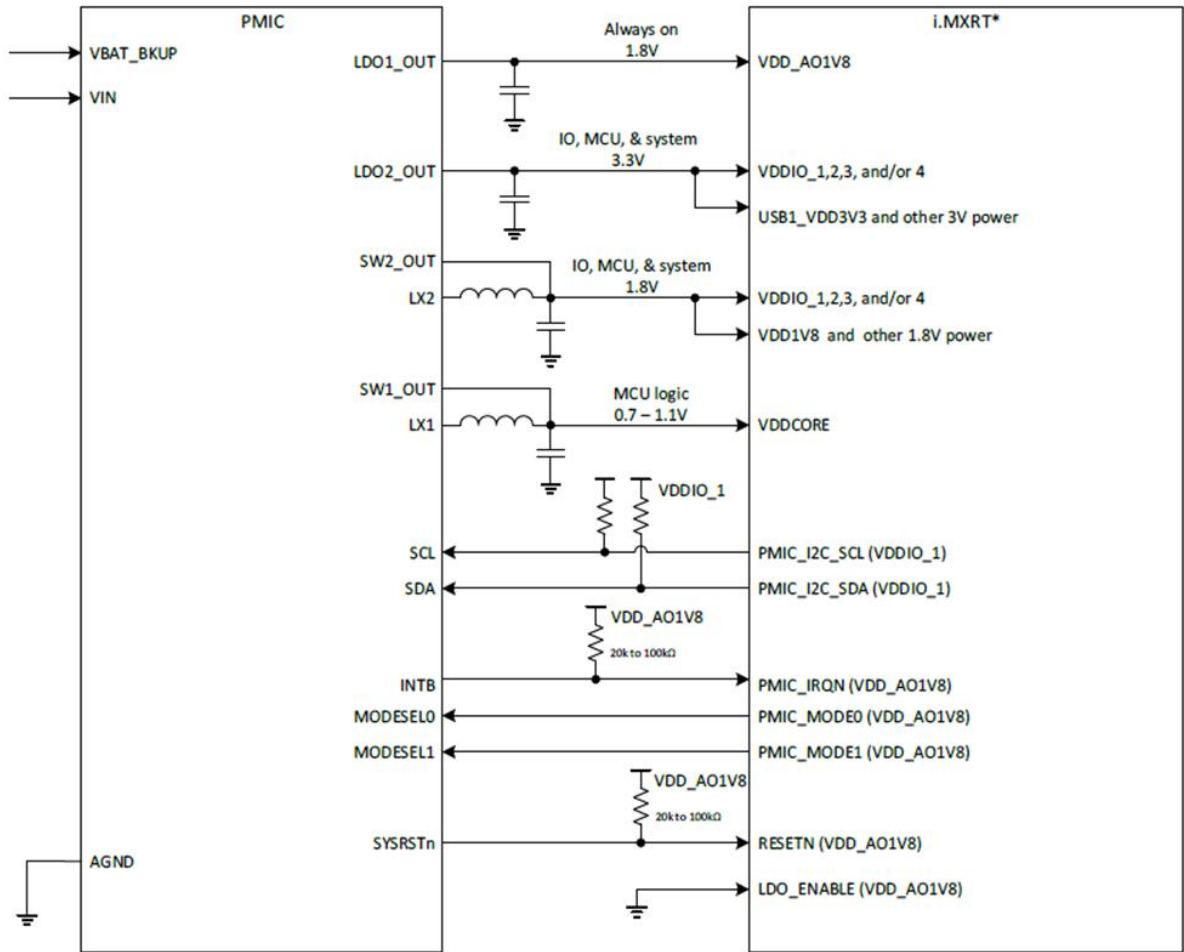 PMIC
i.MXRT*
VBAT_BKUP
VIN
LDO1_OUT
Always on
1.8V
VDD_AO1V8
LDO2_OUT
IO, MCU, & system
3.3V
VDDIO_1,2,3, and/or 4
USB1_VDD3V3 and other 3V power
SW2_OUT
LX2
IO, MCU, & system
1.8V
VDDIO_1,2,3, and/or 4
VDD1V8 and other 1.8V power
SW1_OUT
LX1
MCU logic
0.7 – 1.1V
VDDCORE
VDDIO_1
SCL
PMIC_I2C_SCL (VDDIO_1)
SDA
PMIC_I2C_SDA (VDDIO_1)
VDD_AO1V8
20k to 100kΩ
INTB
PMIC_IRQN (VDD_AO1V8)
MODESEL0
PMIC_MODE0 (VDD_AO1V8)
MODESEL1
PMIC_MODE1 (VDD_AO1V8)
VDD_AO1V8
20k to 100kΩ
SYSRSTn
RESETN (VDD_AO1V8)
AGND
LDO_ENABLE (VDD_AO1V8)